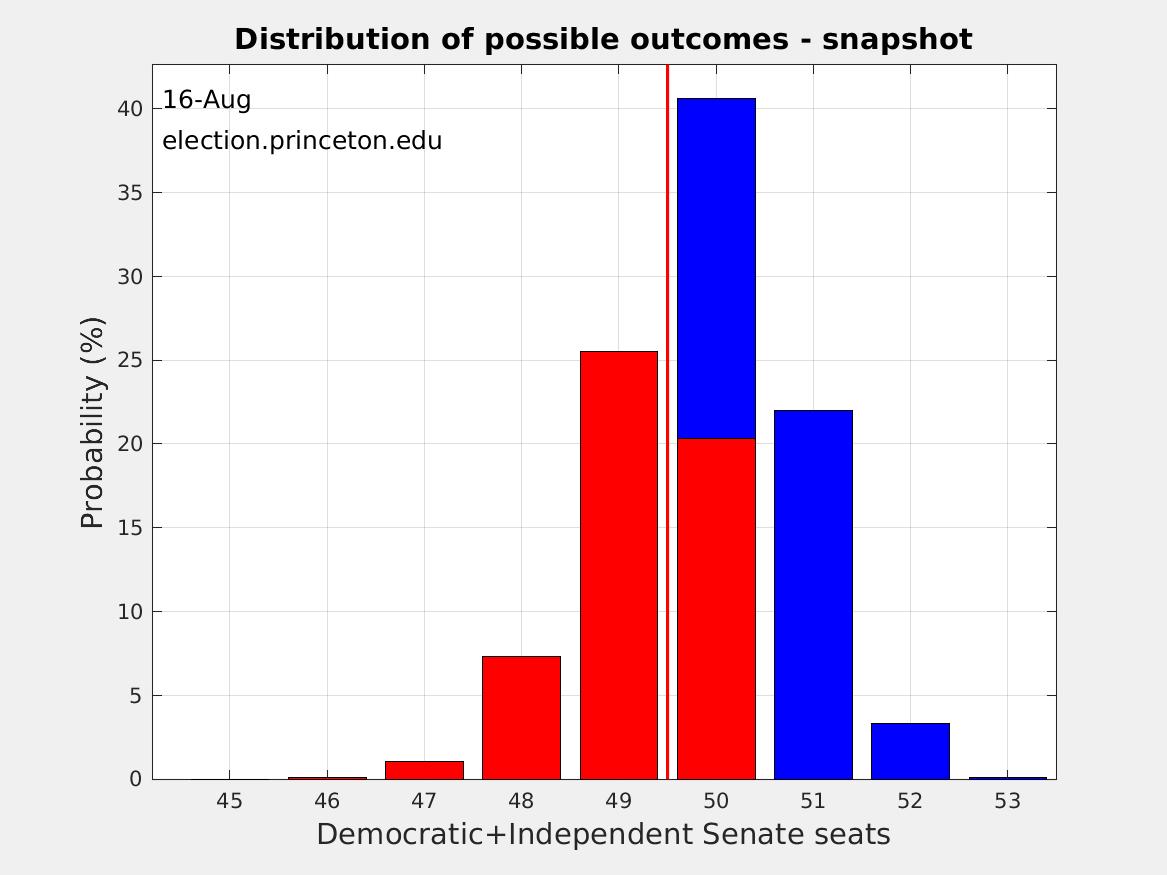 Distribution of possible outcomes - snapshot
16-Aug
election.princeton.edu
40
35
30
25
20
15
10
5
0
Probability (%)
45 46 47 48 49 50 51 52 53
Democratic+Independent Senate seats